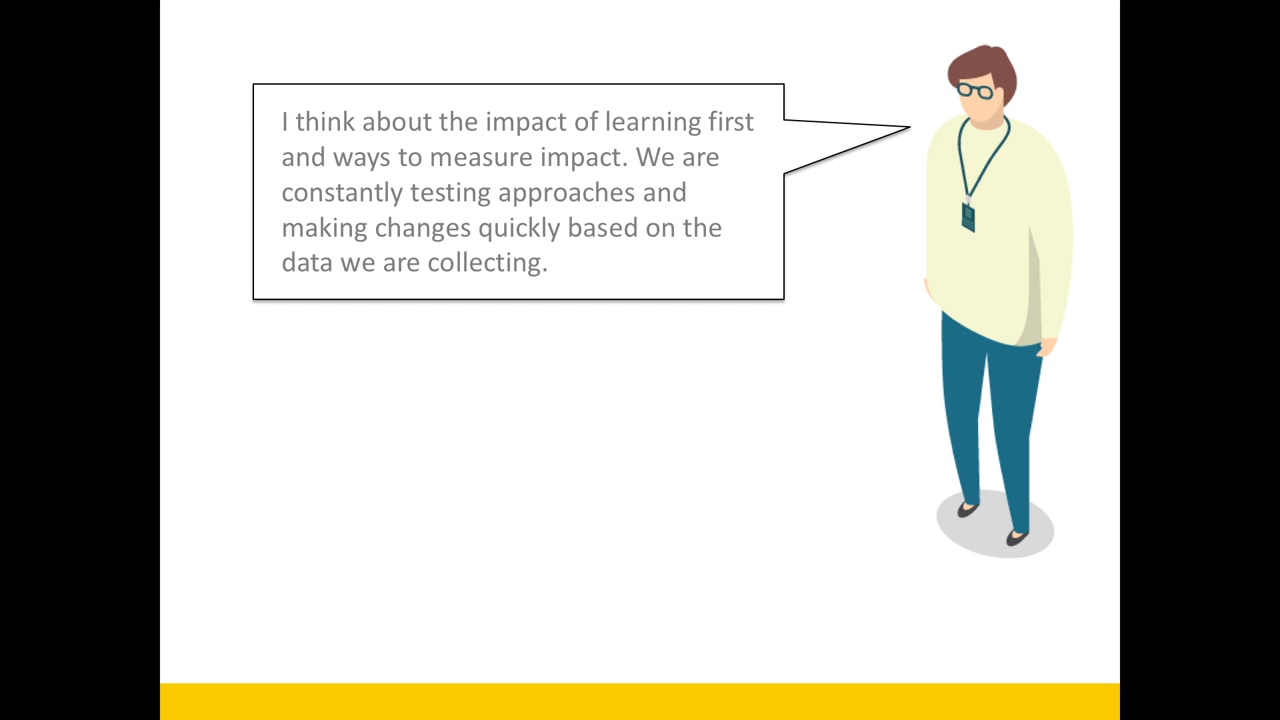 I think about the impact of learning first
and ways to measure impact. We are
constantly testing approaches and
making changes quickly based on the
data we are collecting.